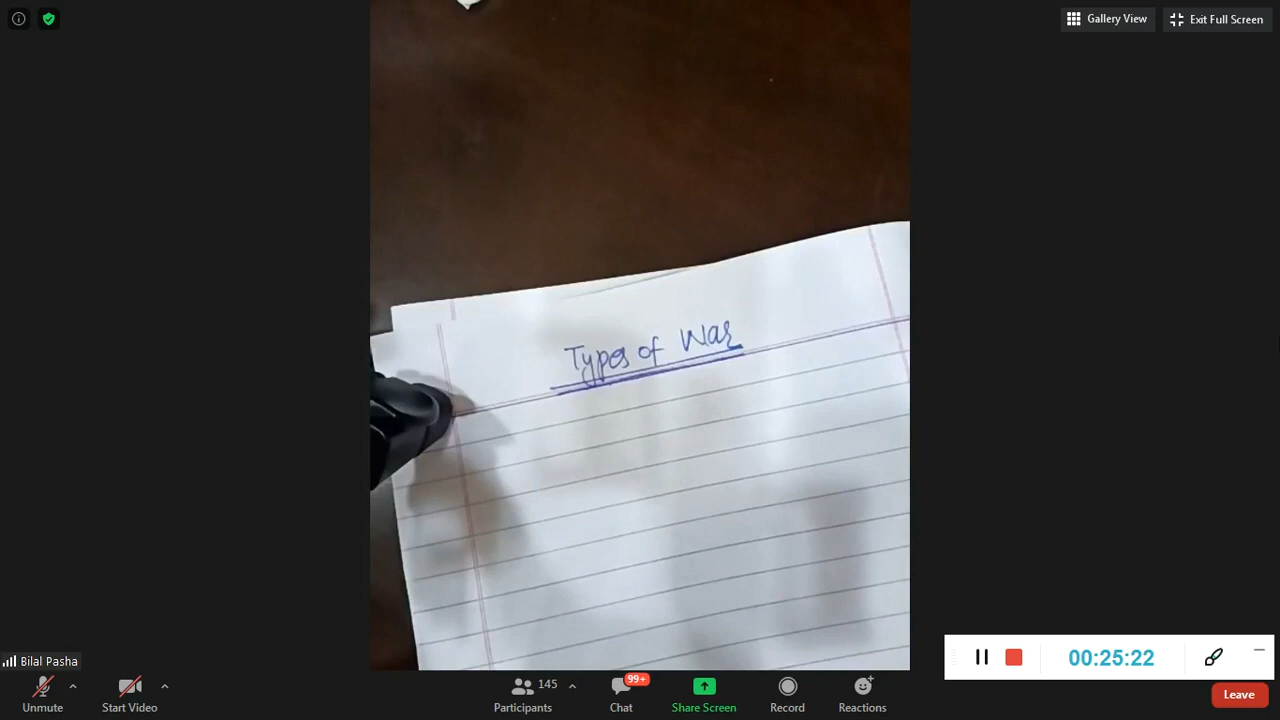 Gallery View
Exit Full Screen
Types of War
Bilal Pasha
00:25:22
Unmute
Start Video
Participants
145
Chat
99+
Share Screen
Record
Reactions
Leave